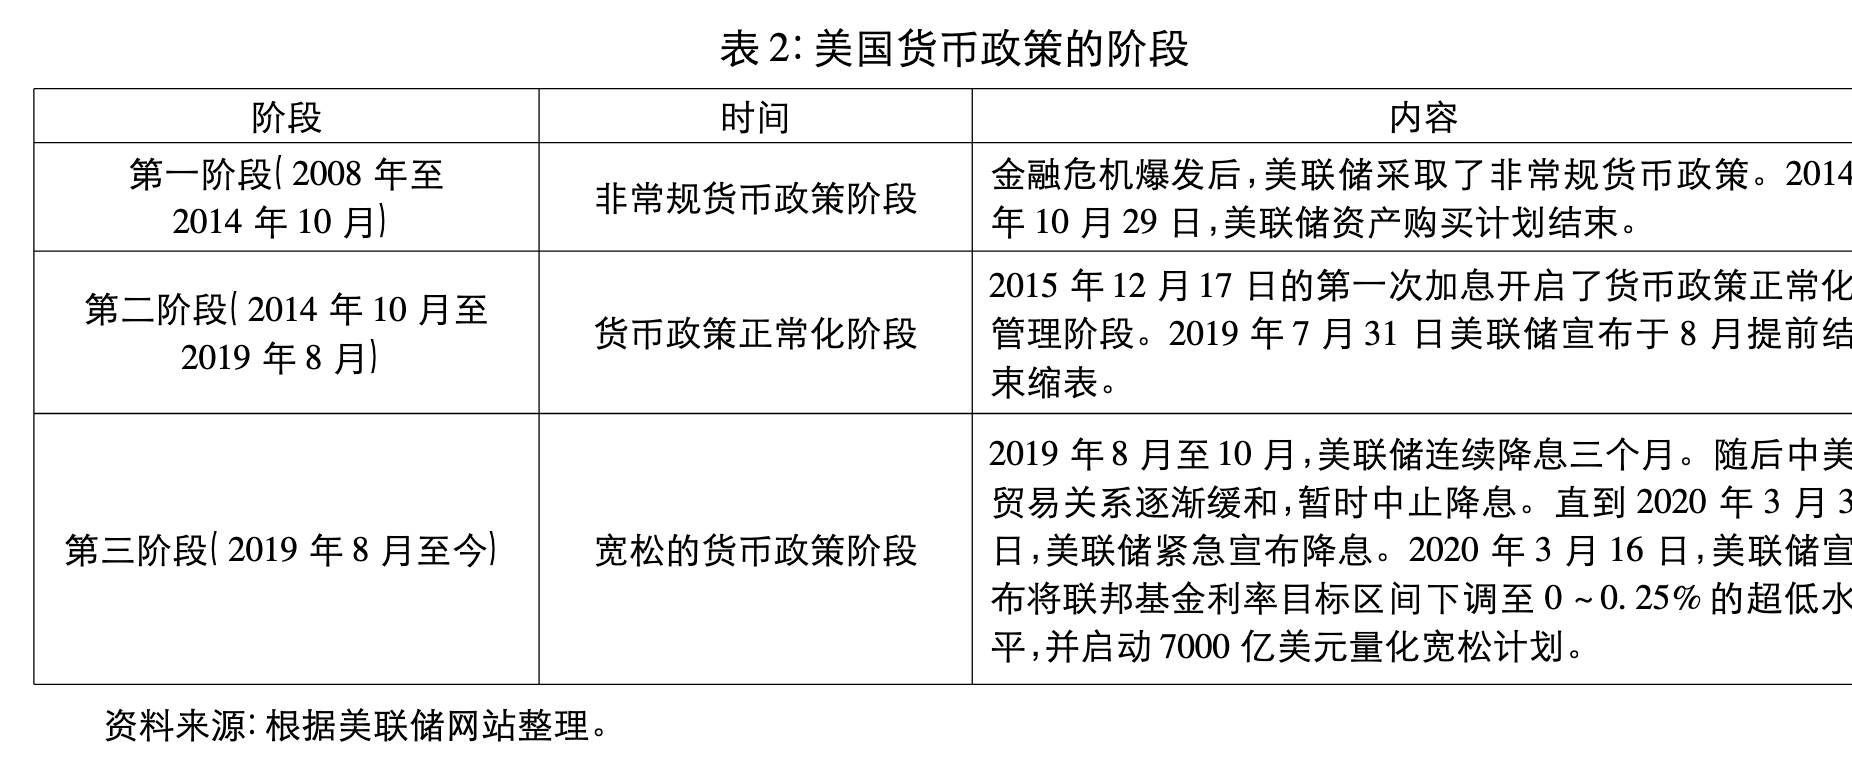 表 2: 美国货币政策的阶段
阶段
时间
内容
第一阶段( 2008 年至
2014 年 10 月)
非常规货币政策阶段
金融危机爆发后,美联储采取了非常规货币政策。2014
年 10 月 29 日,美联储资产购买计划结束。
第二阶段( 2014 年 10 月至
2019 年 8 月)
货币政策正常化阶段
2015 年 12 月 17 日的第一次加息开启了货币政策正常化
管理阶段。2019 年 7 月 31 日美联储宣布于 8 月提前结
束缩表。
第三阶段( 2019 年 8 月至今)
宽松的货币政策阶段
2019 年 8 月至 10 月,美联储连续降息三个月。随后中美
贸易关系逐渐缓和,暂时中止降息。直到 2020 年 3 月 3
日,美联储紧急宣布降息。2020 年 3 月 16 日,美联储宣
布将联邦基金利率目标区间下调至 0 ~0. 25% 的超低水
平,并启动 7000 亿美元量化宽松计划。
资料来源: 根据美联储网站整理。